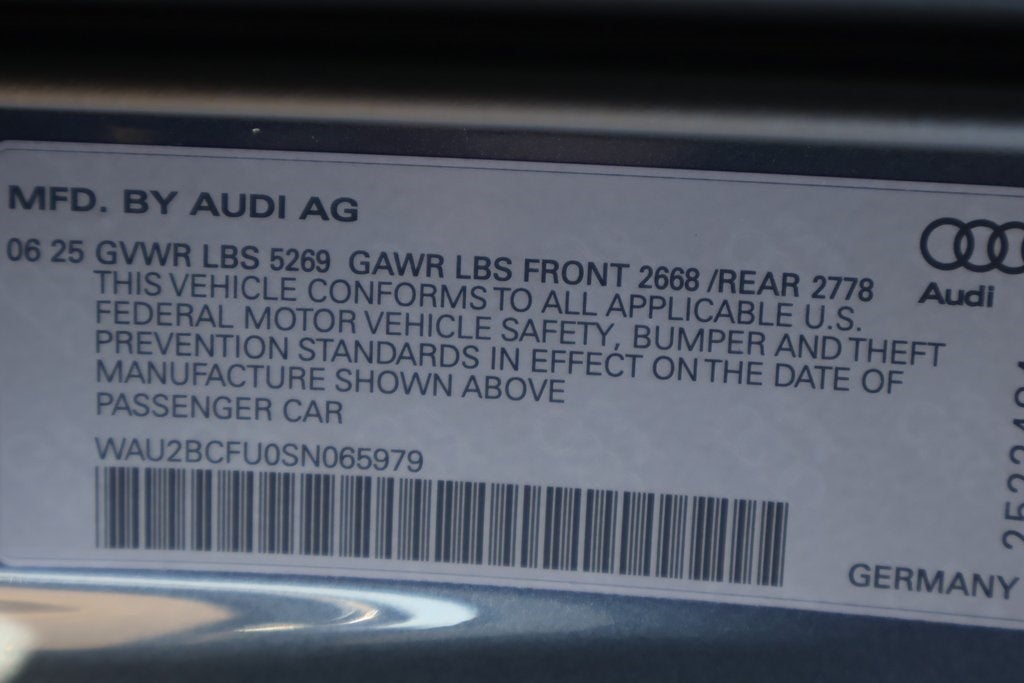 MFD. BY AUDI AG
06 25 GVWR LBS 5269 GAWR LBS FRONT 2668 /REAR 2778
THIS VEHICLE CONFORMS TO ALL APPLICABLE U.S.
FEDERAL MOTOR VEHICLE SAFETY, BUMPER AND THEFT
PREVENTION STANDARDS IN EFFECT ON THE DATE OF
MANUFACTURE SHOWN ABOVE
PASSENGER CAR
WAU2BCFU0SN065979
Audi
GERMANY